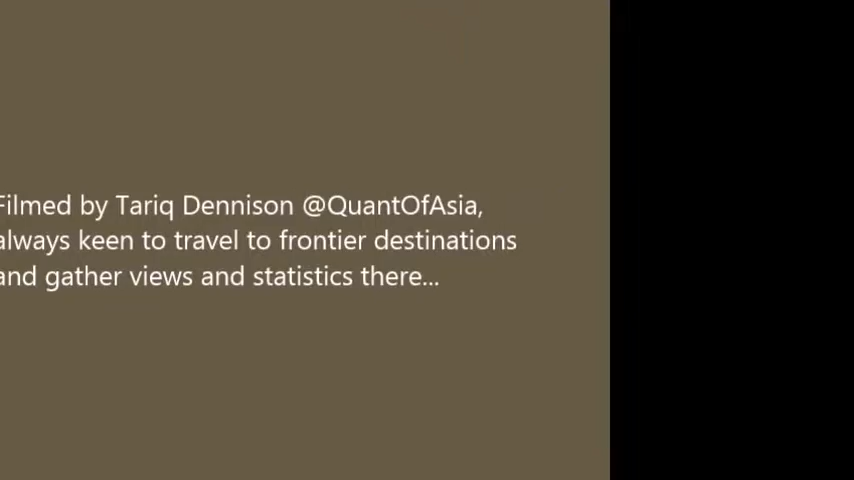 Filmed by Tariq Dennison @QuantOfAsia,
always keen to travel to frontier destinations
and gather views and statistics there...